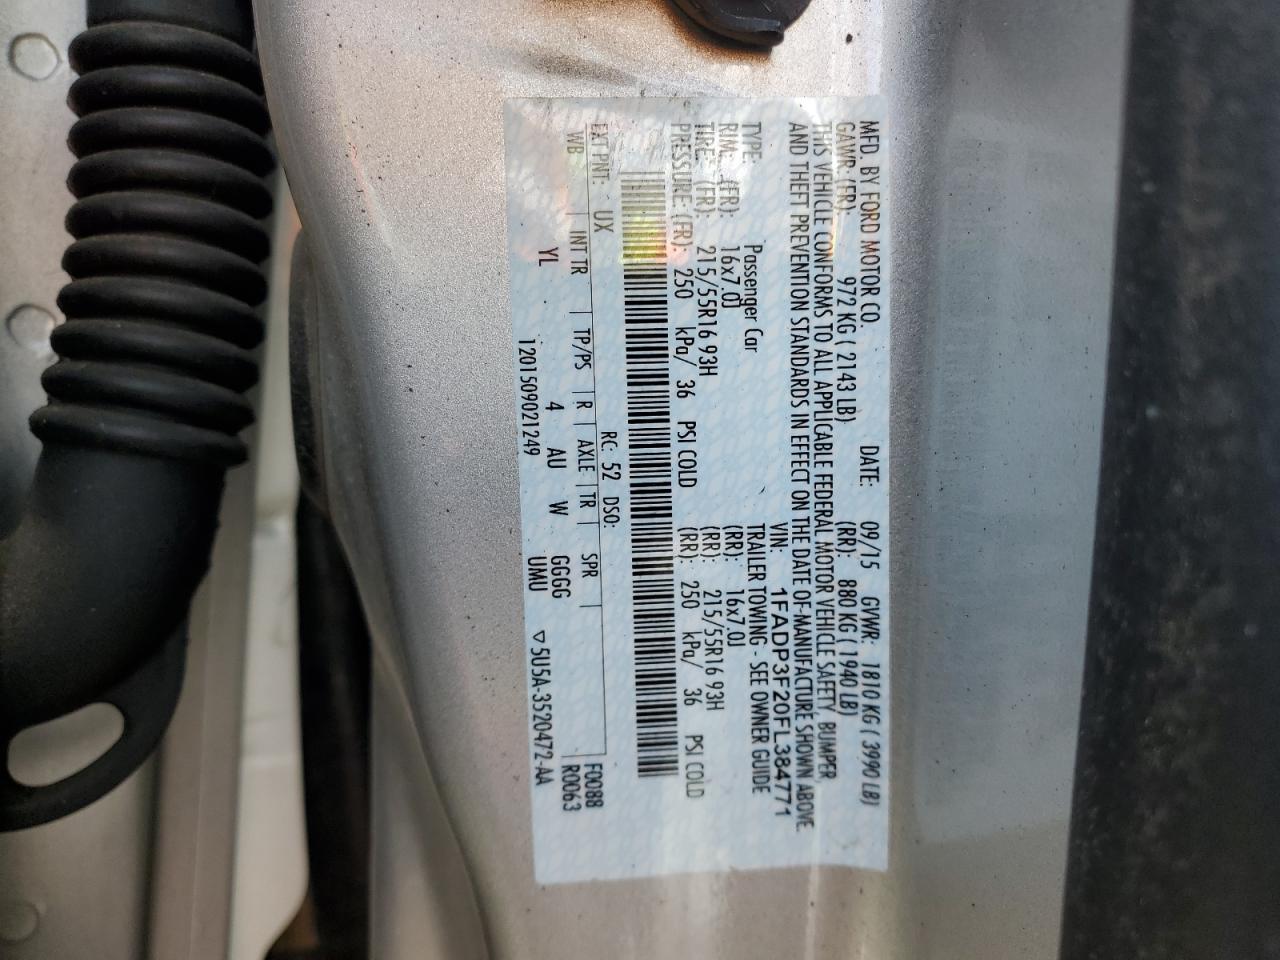 MFD. BY FORD MOTOR CO. DATE: 09/15 GVWR: 1810 KG ( 3990 LB)
GAWR: (FR): 972 KG ( 2143 LB) (RR): 880 KG ( 1940 LB)
THIS VEHICLE CONFORMS TO ALL APPLICABLE FEDERAL MOTOR VEHICLE SAFETY, BUMPER,
AND THEFT PREVENTION STANDARDS IN EFFECT ON THE DATE OF MANUFACTURE SHOWN ABOVE.
VIN: 1FADP3F20FL384771
TYPE: Passenger Car TRAILER TOWING - SEE OWNER GUIDE
RIM: (FR): 16x7.0J (RR): 16x7.0J
TIRE: (FR): 215/55R16 93H (RR): 215/55R16 93H
PRESSURE: (FR): 250 kPa/ 36 PSI COLD (RR): 250 kPa/ 36 PSI COLD
EXT PNT: UX RC: 52 DSO: F0088
WB INT TR TP/PS R AXLE TR SPR R0063
YL 4 AU W GGGG
UMU
1201509021249 ▽5U5A-3520472-AA